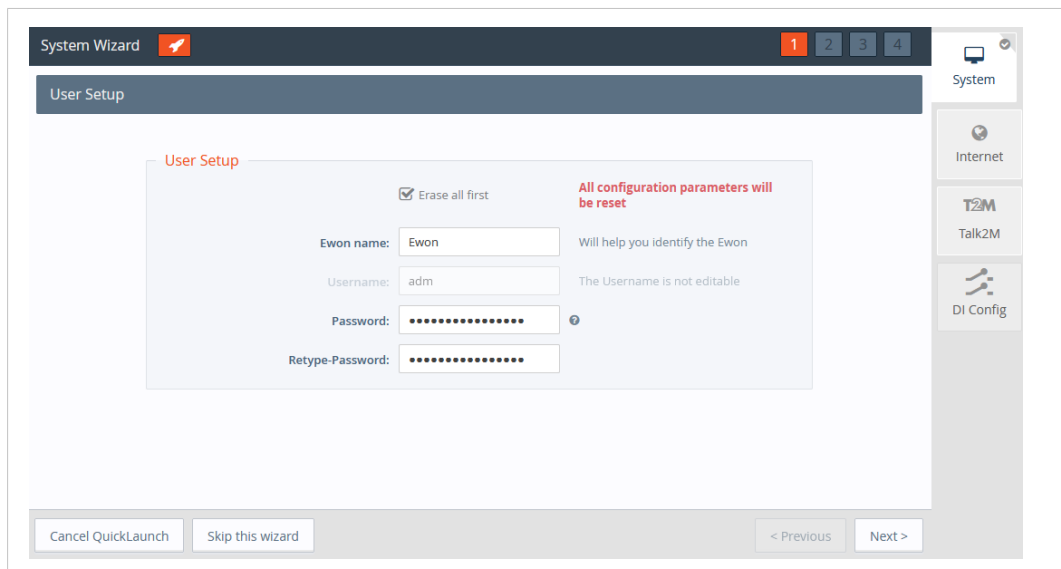 System Wizard
1 2 3 4
System
User Setup
Internet
T2M
Talk2M
DI Config
User Setup
Erase all first
All configuration parameters will
be reset
Ewon name: Ewon Will help you identify the Ewon
Username: adm The Username is not editable
Password: ••••••••••••••••
Retype-Password: ••••••••••••••••
Cancel QuickLaunch Skip this wizard < Previous Next >